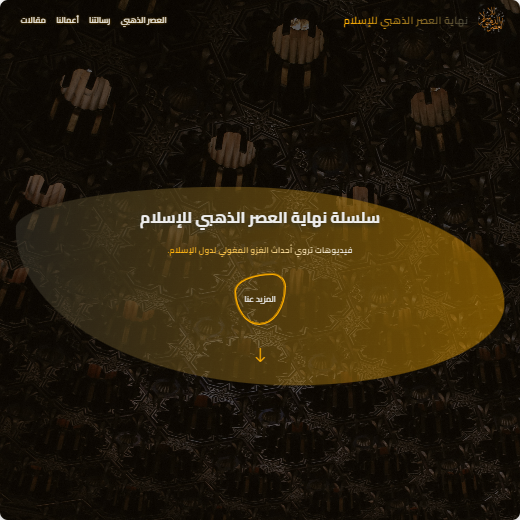 نهاية العصر الذهبي للإسلام
العصر الذهبي
رسالتنا
أعمالنا
مقالات
سلسلة نهاية العصر الذهبي للإسلام
فيديوهات تروي أحداث الغزو المغولي لدول الإسلام.
المزيد عنا